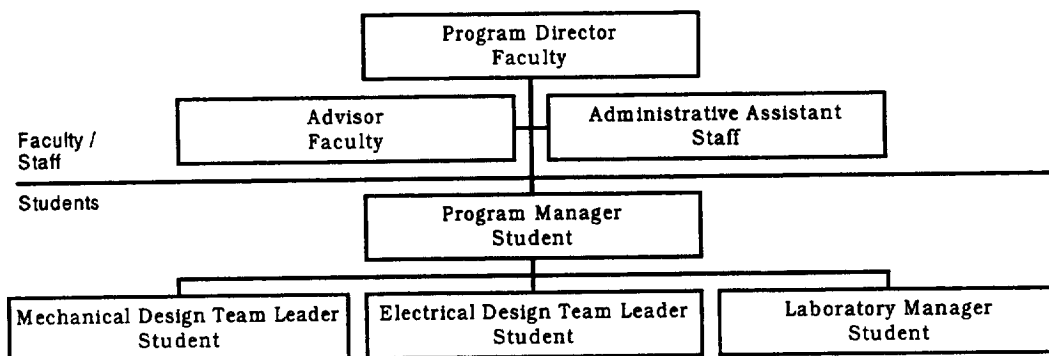 Program Director
Faculty
Advisor
Faculty
Administrative Assistant
Staff
Faculty /
Staff
Students
Program Manager
Student
Mechanical Design Team Leader
Student
Electrical Design Team Leader
Student
Laboratory Manager
Student